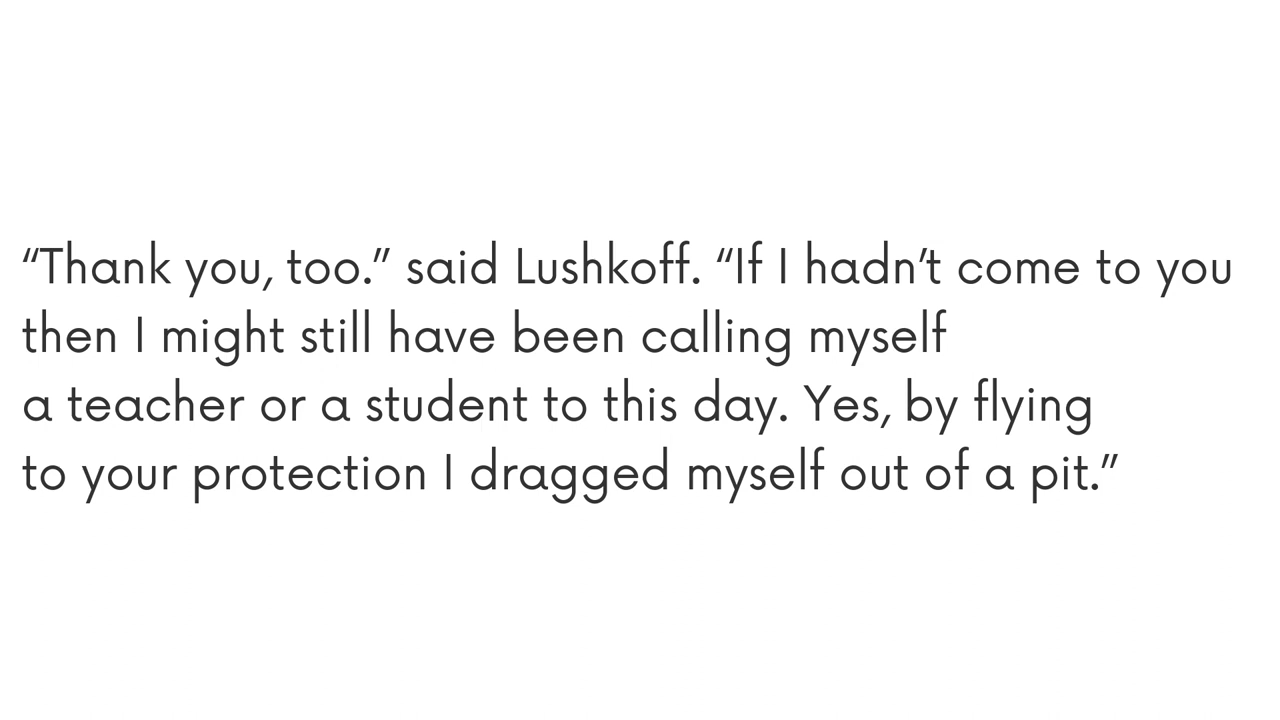 “Thank you, too.” said Lushkoff. “If I hadn’t come to you
then I might still have been calling myself
a teacher or a student to this day. Yes, by flying
to your protection I dragged myself out of a pit.”